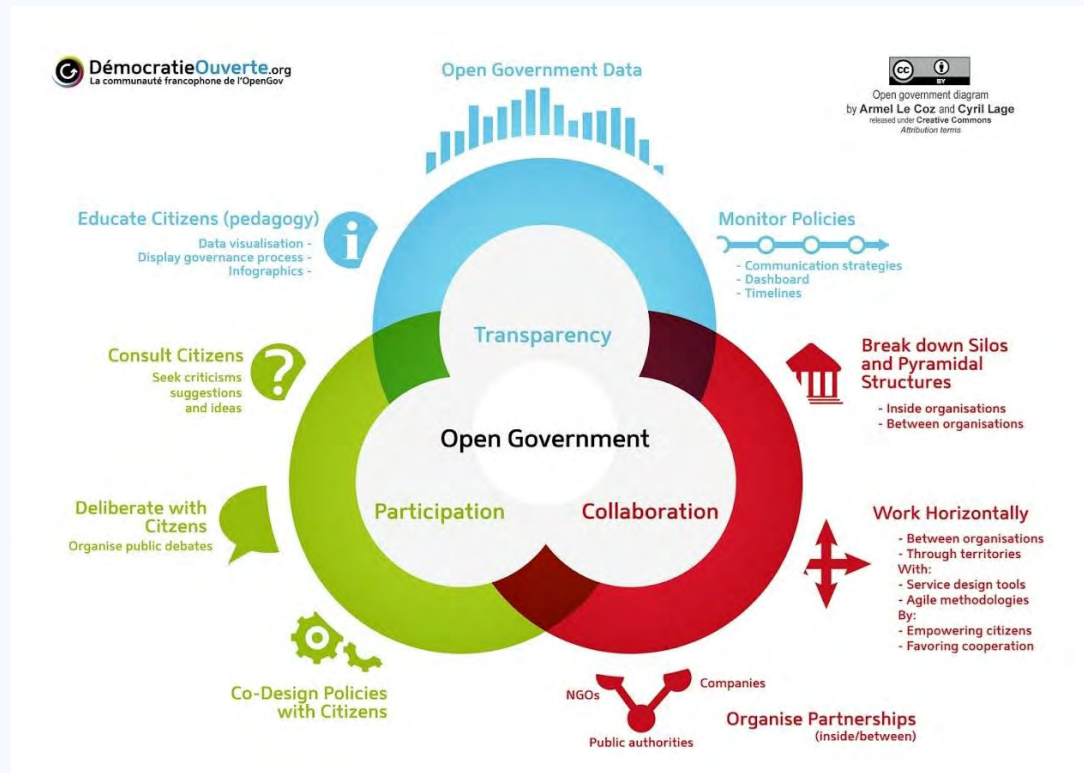 DémocratieOuverte.org
La communauté francophone de l'OpenGov
Open Government Data
cc
BY
Open government diagram
by Armel Le Coz and Cyril Lage
released under Creative Commons
Attribution terms
Educate Citizens (pedagogy)
Data visualisation -
Display governance process -
Infographics -
i
Monitor Policies
- Communication strategies
- Dashboard
- Timelines
Transparency
Consult Citizens
Seek criticisms
suggestions
and ideas
?
Break down Silos
and Pyramidal
Structures
- Inside organisations
- Between organisations
Open Government
Participation
Collaboration
Deliberate with
Citzens
Organise public debates
Work Horizontally
- Between organisations
- Through territories
With:
- Service design tools
- Agile methodologies
By:
- Empowering citizens
- Favoring cooperation
Co-Design Policies
with Citizens
NGOs
Companies
Public authorities
Organise Partnerships
(inside/between)